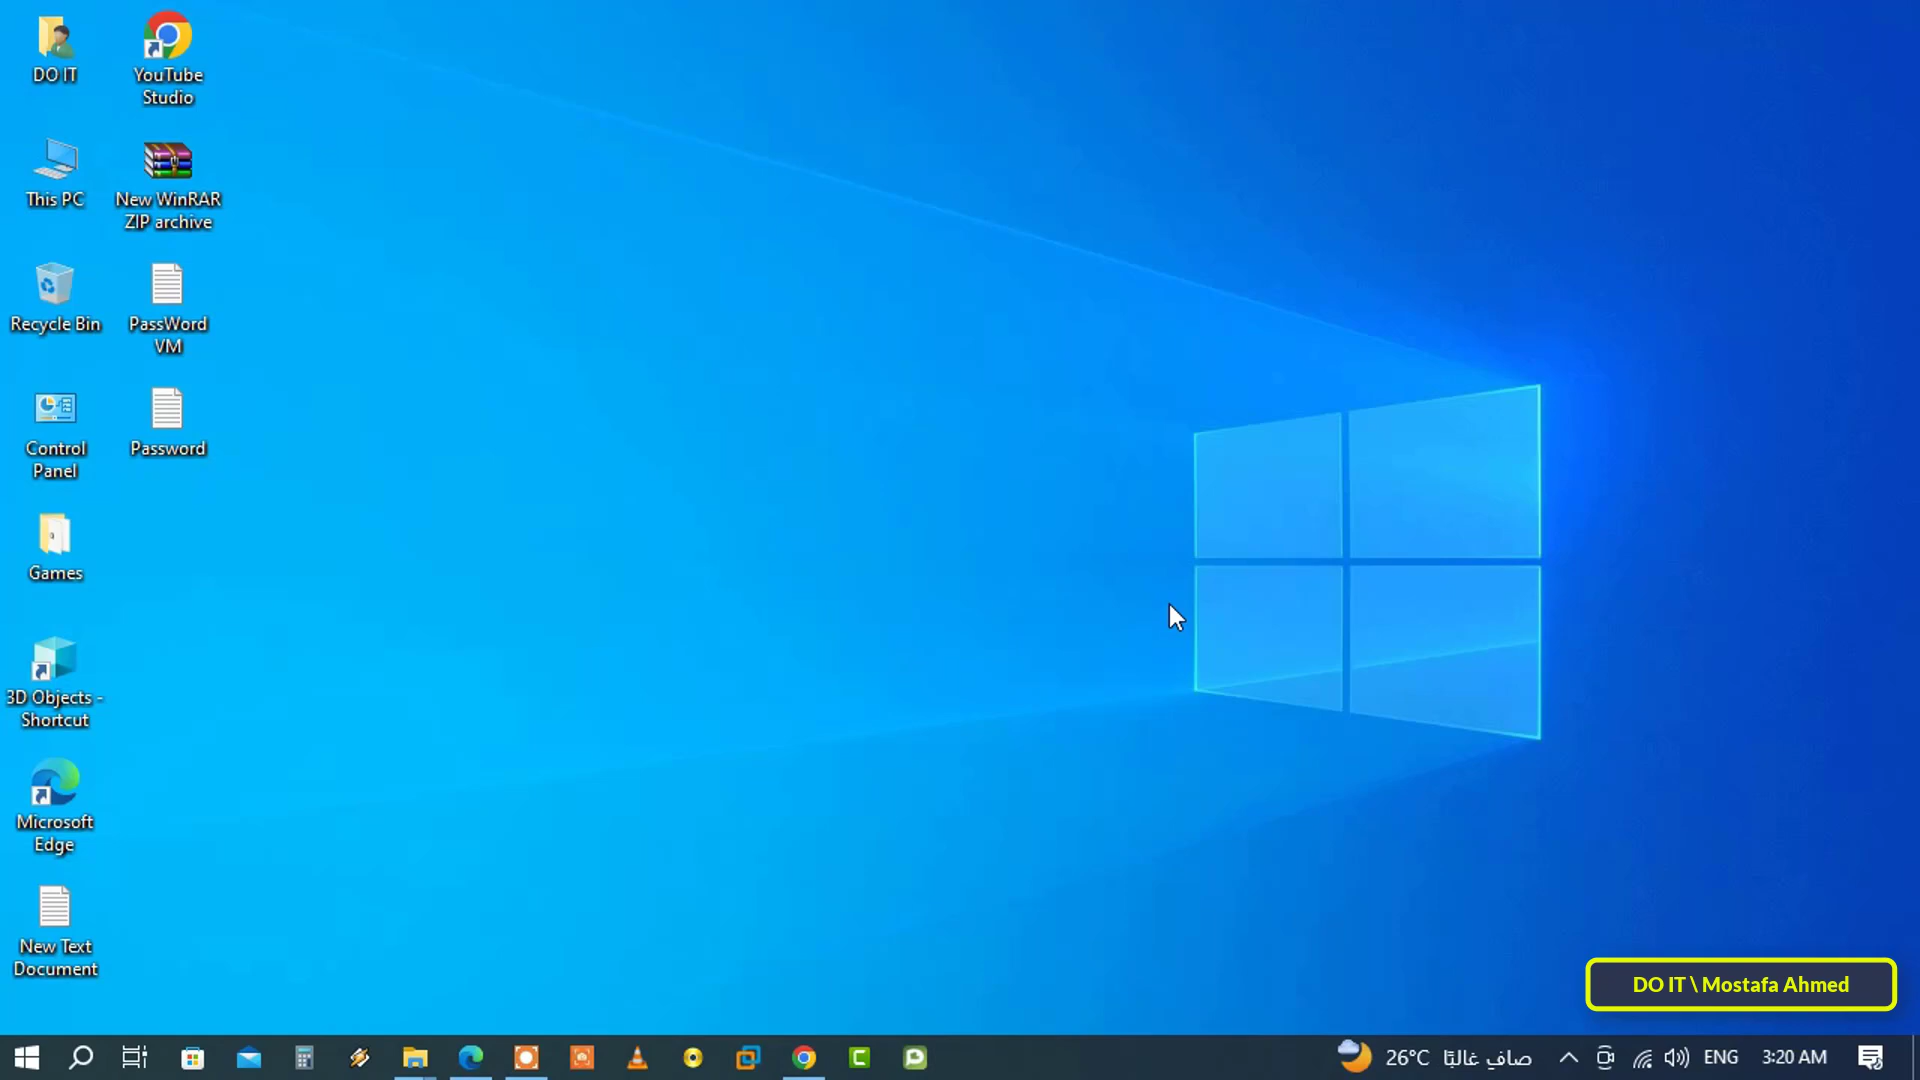 DO IT
YouTube
Studio
This PC
New WinRAR
ZIP archive
Recycle Bin
PassWord
VM
Control
Panel
Password
Games
3D Objects -
Shortcut
Microsoft
Edge
New Text
Document
DO IT \ Mostafa Ahmed
26°C صافٍ غالبًا ENG 3:20 AM